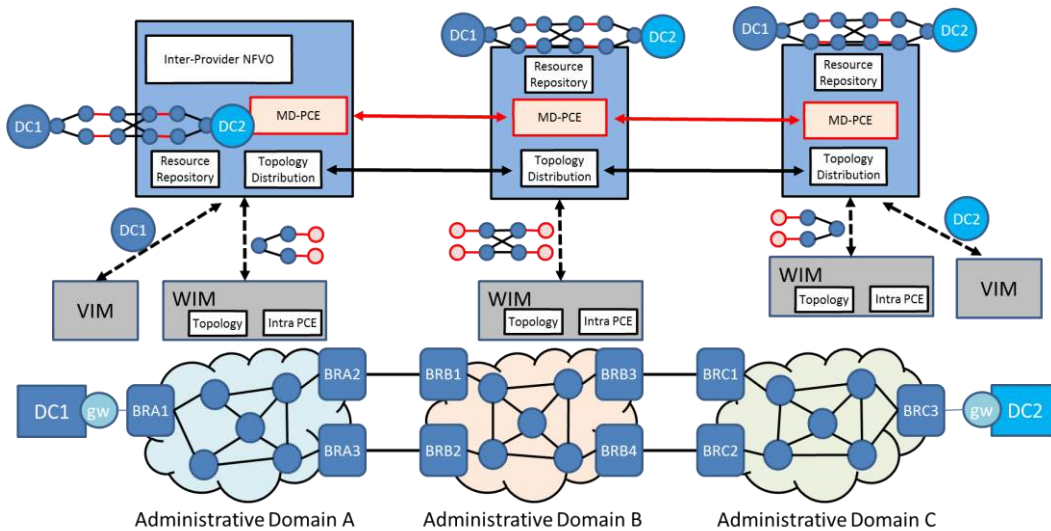 DC1
DC2
DC1
DC2
Inter-Provider NFVO
Resource
Repository
Resource
Repository
DC1
DC2
MD-PCE
MD-PCE
MD-PCE
Resource
Repository
Topology
Distribution
Topology
Distribution
Topology
Distribution
DC1
DC2
VIM
WIM
Topology
Intra PCE
WIM
Topology
Intra PCE
WIM
Topology
Intra PCE
VIM
BRA2
BRB1
BRB3
BRC1
DC1
gw
BRA1
BRC3
gw
DC2
BRA3
BRB2
BRB4
BRC2
Administrative Domain A
Administrative Domain B
Administrative Domain C